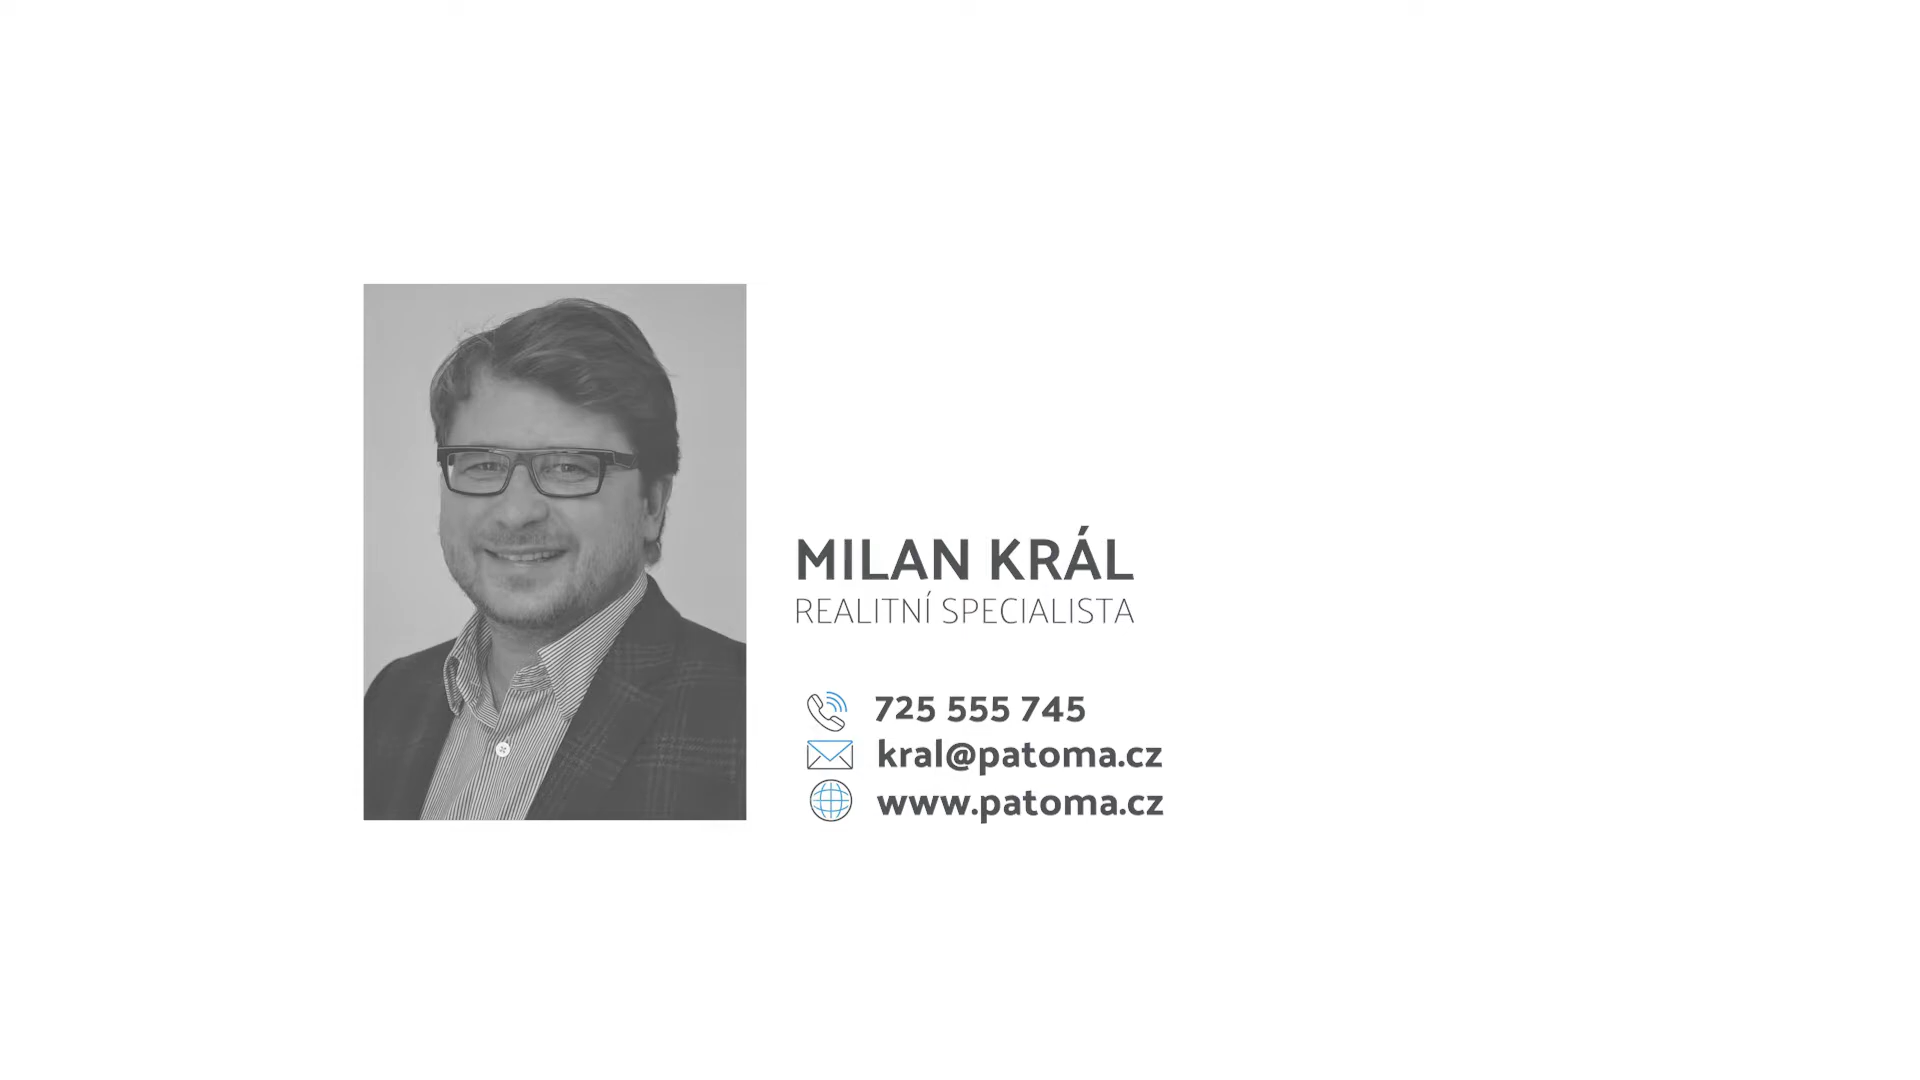 MILAN KRÁL
REALITNÍ SPECIALISTA
725 555 745
kral@patoma.cz
www.patoma.cz